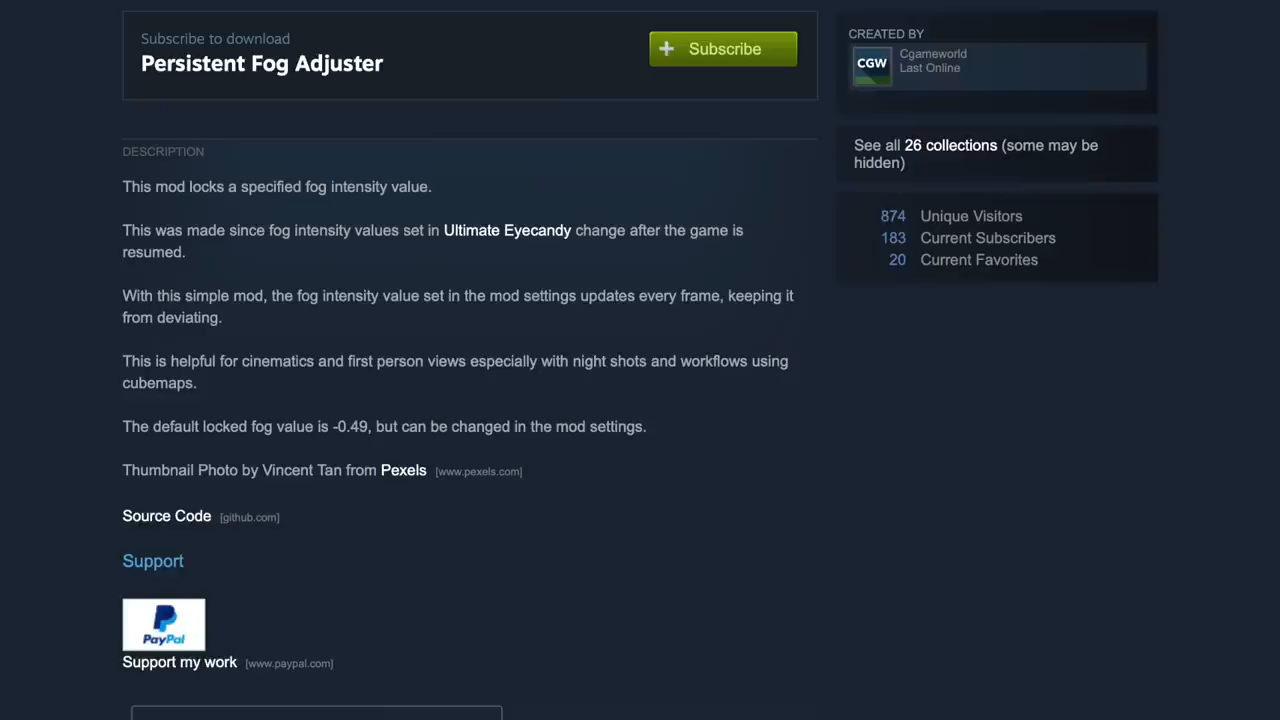 Subscribe to download
Persistent Fog Adjuster
+ Subscribe
DESCRIPTION
This mod locks a specified fog intensity value.
This was made since fog intensity values set in Ultimate Eyecandy change after the game is
resumed.
With this simple mod, the fog intensity value set in the mod settings updates every frame, keeping it
from deviating.
This is helpful for cinematics and first person views especially with night shots and workflows using
cubemaps.
The default locked fog value is -0.49, but can be changed in the mod settings.
Thumbnail Photo by Vincent Tan from Pexels [www.pexels.com]
Source Code [github.com]
Support
PayPal
Support my work [www.paypal.com]
CREATED BY
CGW
Cgameworld
Last Online
See all 26 collections (some may be
hidden)
874 Unique Visitors
183 Current Subscribers
20 Current Favorites